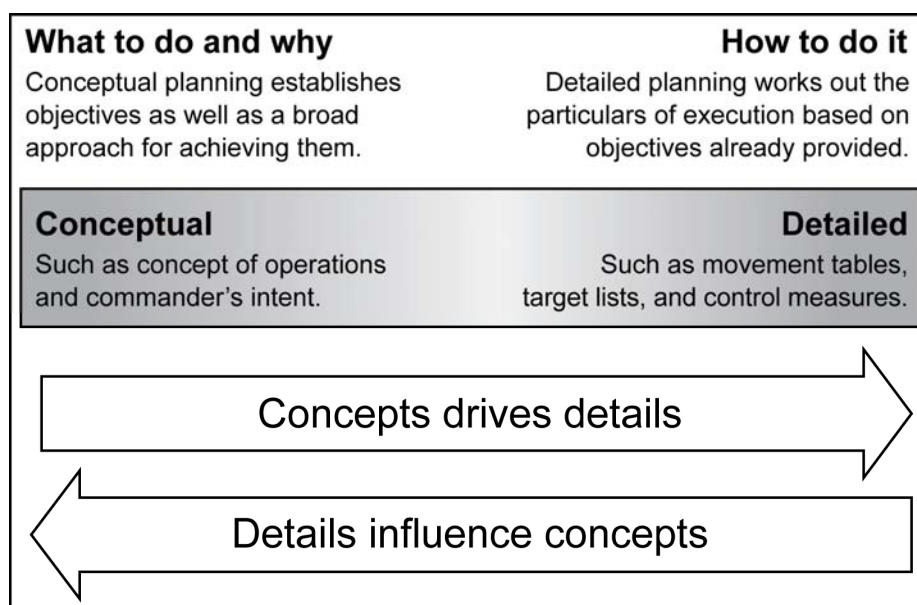 What to do and why
Conceptual planning establishes
objectives as well as a broad
approach for achieving them.
How to do it
Detailed planning works out the
particulars of execution based on
objectives already provided.
Conceptual
Such as concept of operations
and commander's intent.
Detailed
Such as movement tables,
target lists, and control measures.
Concepts drives details
Details influence concepts